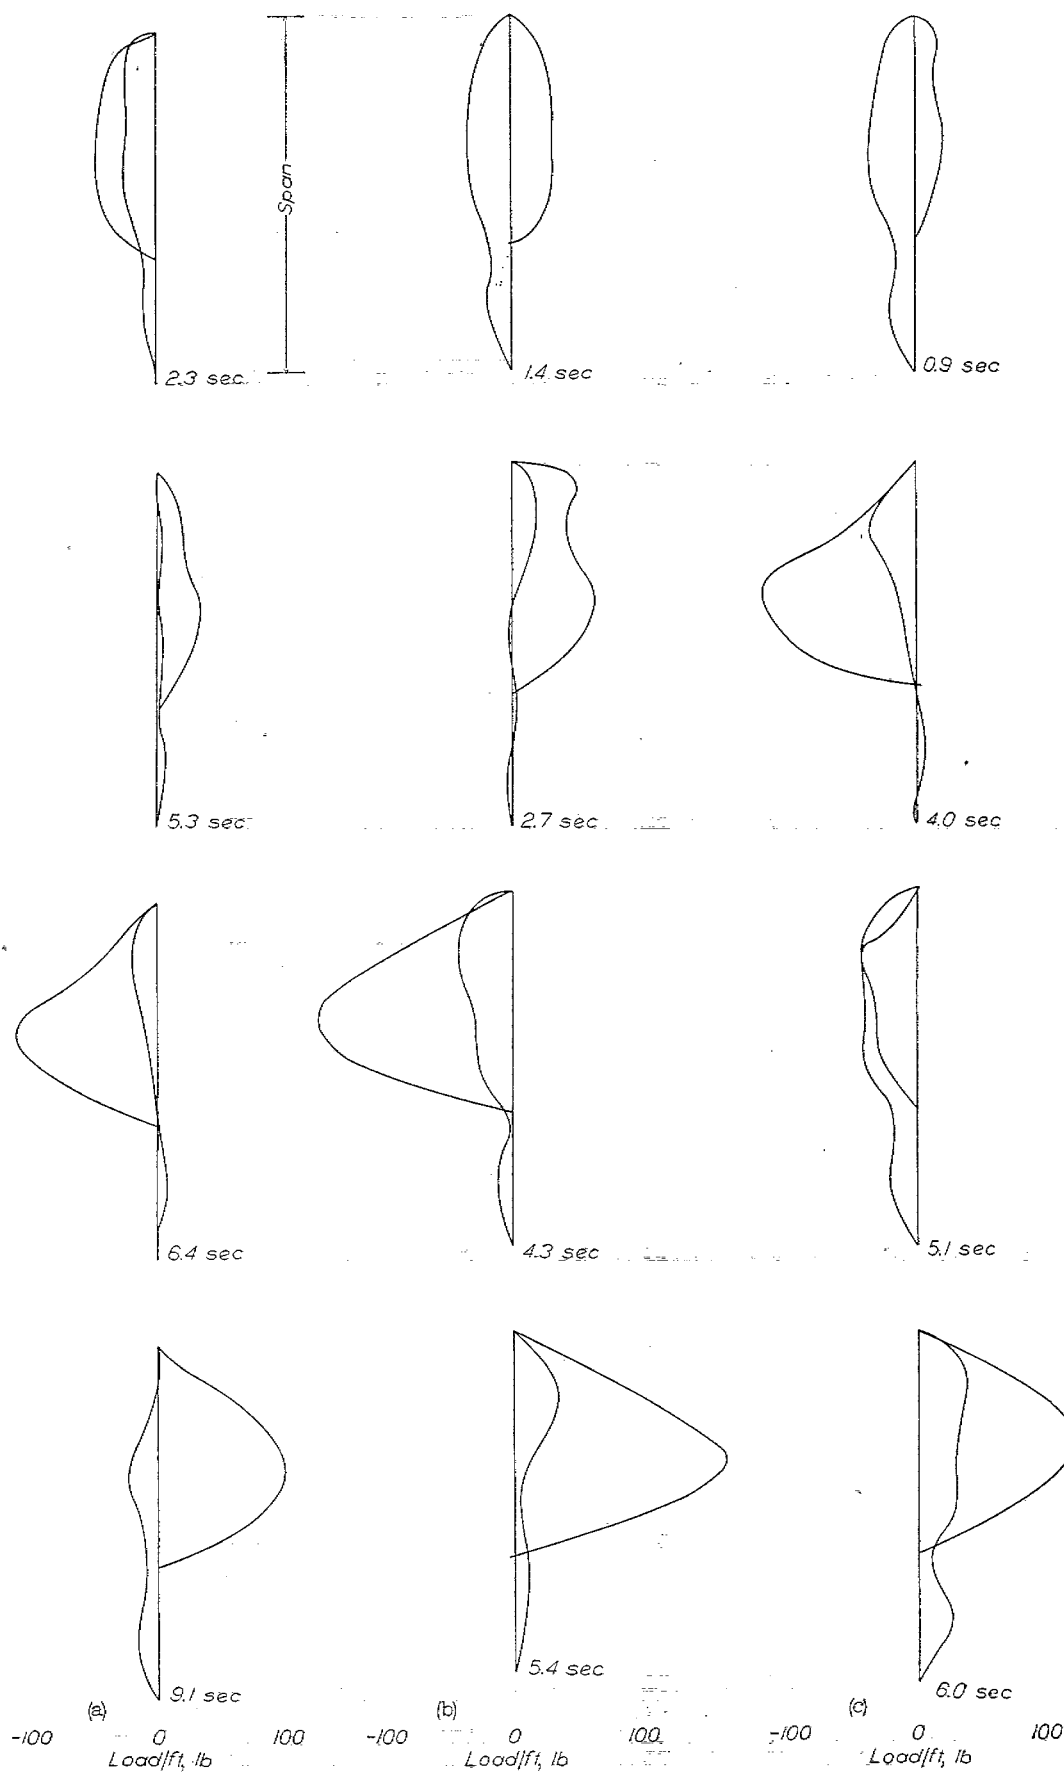 Span
2.3 sec
1.4 sec
0.9 sec
5.3 sec
2.7 sec
4.0 sec
6.4 sec
4.3 sec
5.1 sec
9.1 sec
5.4 sec
6.0 sec
(a)
(b)
(c)
-100 0 100 -100 0 100 -100 0 100
Load/ft, lb Load/ft, lb Load/ft, lb